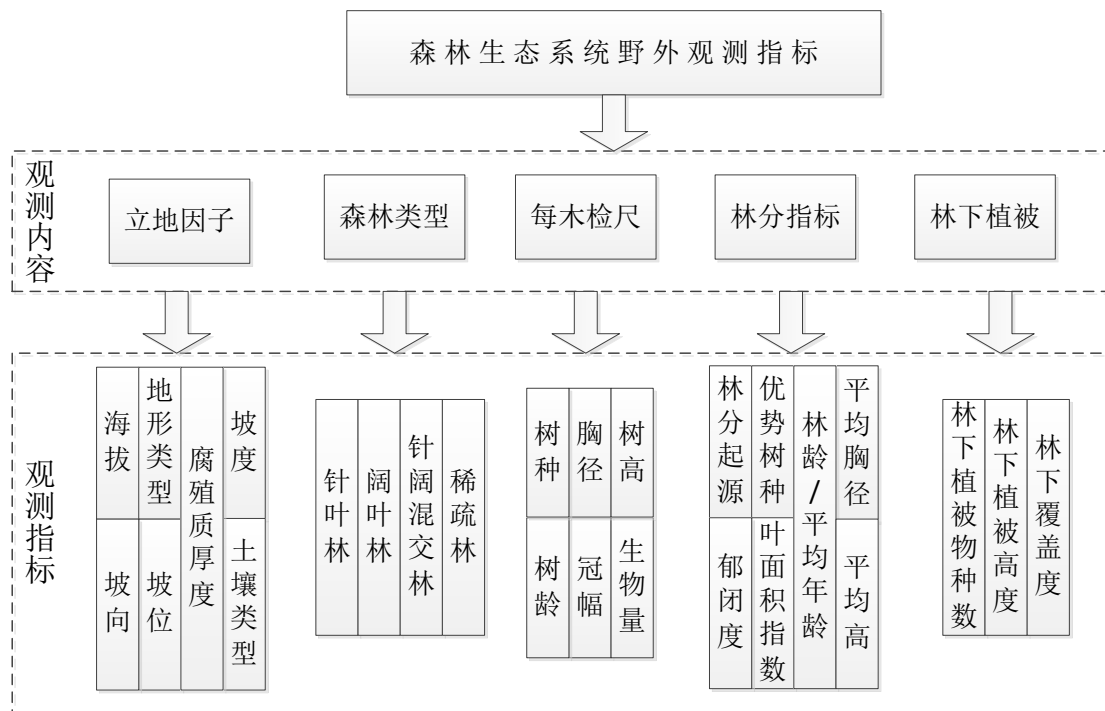 森林生态系统野外观测指标
观测内容
立地因子
森林类型
每木检尺
林分指标
林下植被
观测指标
海拔
地形类型
腐殖质厚度
坡度
坡向
坡位
土壤类型
针叶林
阔叶林
针阔混交林
稀疏林
树种
胸径
树高
树龄
冠幅
生物量
林分起源
优势树种
林龄/平均年龄
平均胸径
郁闭度
叶面积指数
平均高
林下植被物种数
林下植被高度
林下覆盖度